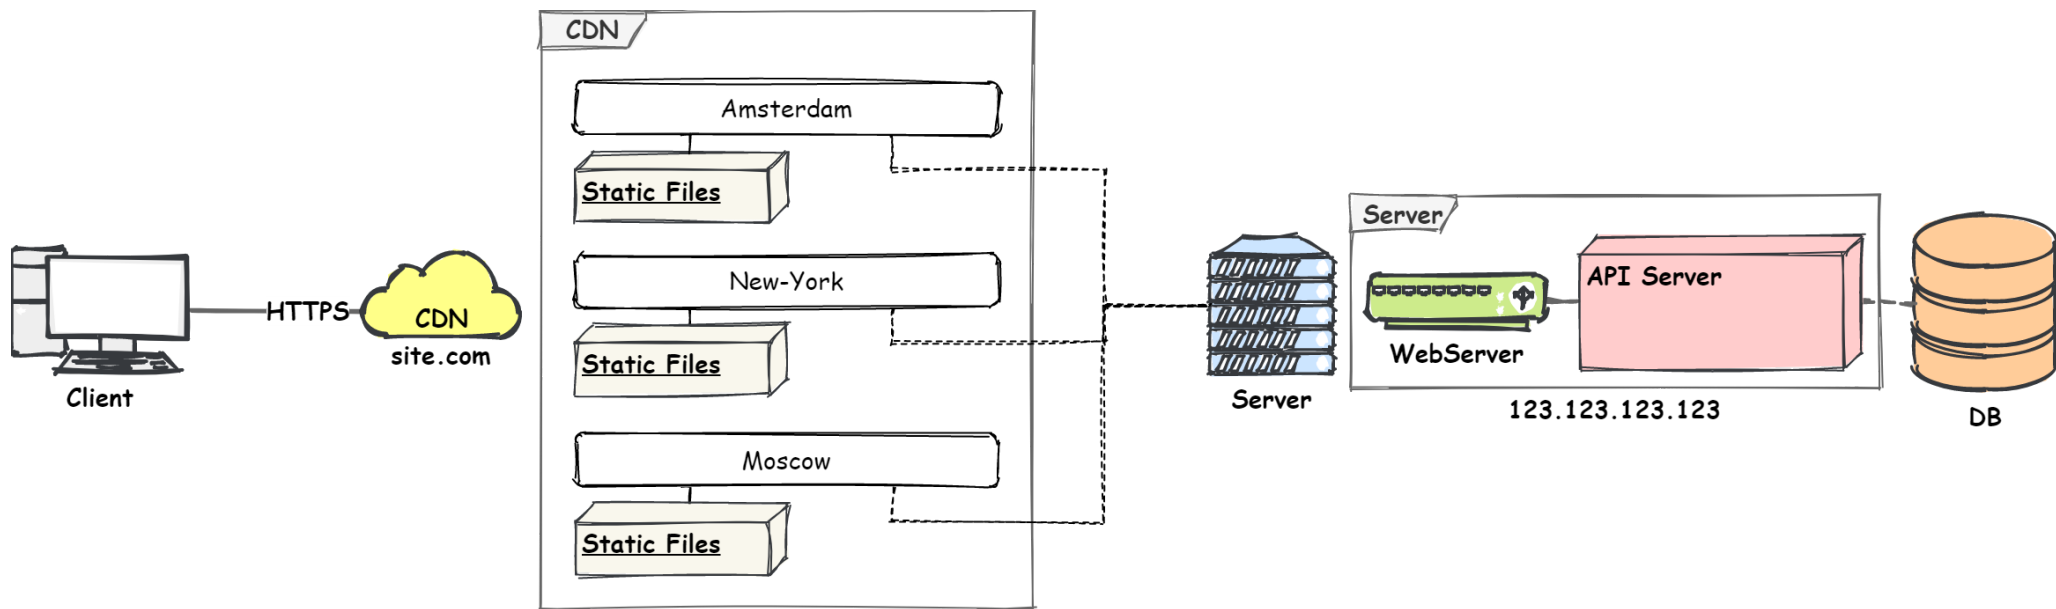 CDN
Amsterdam
Static Files
New-York
Static Files
Moscow
Static Files
HTTPS
CDN
site.com
Client
Server
Server
WebServer
API Server
123.123.123.123
DB